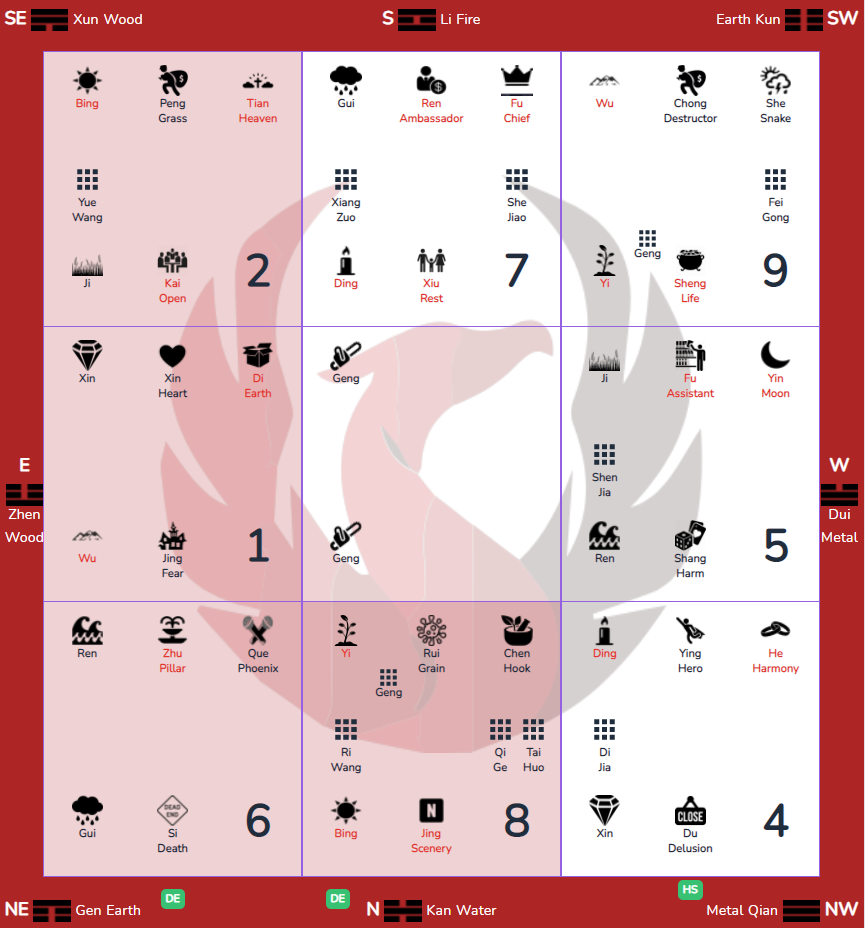 SE Xun Wood S Li Fire Earth Kun SW
Bing Peng Grass Tian Heaven
Gui Ren Ambassador Fu Chief
Wu Chong Destructor She Snake
Yue Wang
Xiang Zuo She Jiao
Fei Gong
Geng
Ji Kai Open 2
Ding Xiu Rest 7
Yi Sheng Life 9
E
Zhen
Wood
Xin Xin Heart Di Earth
Geng
Ji Fu Assistant Yin Moon
Shen Jia
Wu Jing Fear 1
Geng
Ren Shang Harm 5
W
Dui
Metal
Ren Zhu Pillar Que Phoenix
Yi Rui Grain Chen Hook
Ding Ying Hero He Harmony
Geng
Ri Wang Qi Ge Tai Huo
Di Jia
Gui DEAD END Si Death 6
Bing N Jing Scenery 8
Xin CLOSE Du Delusion 4
DE DE HS
NE Gen Earth N Kan Water Metal Qian NW